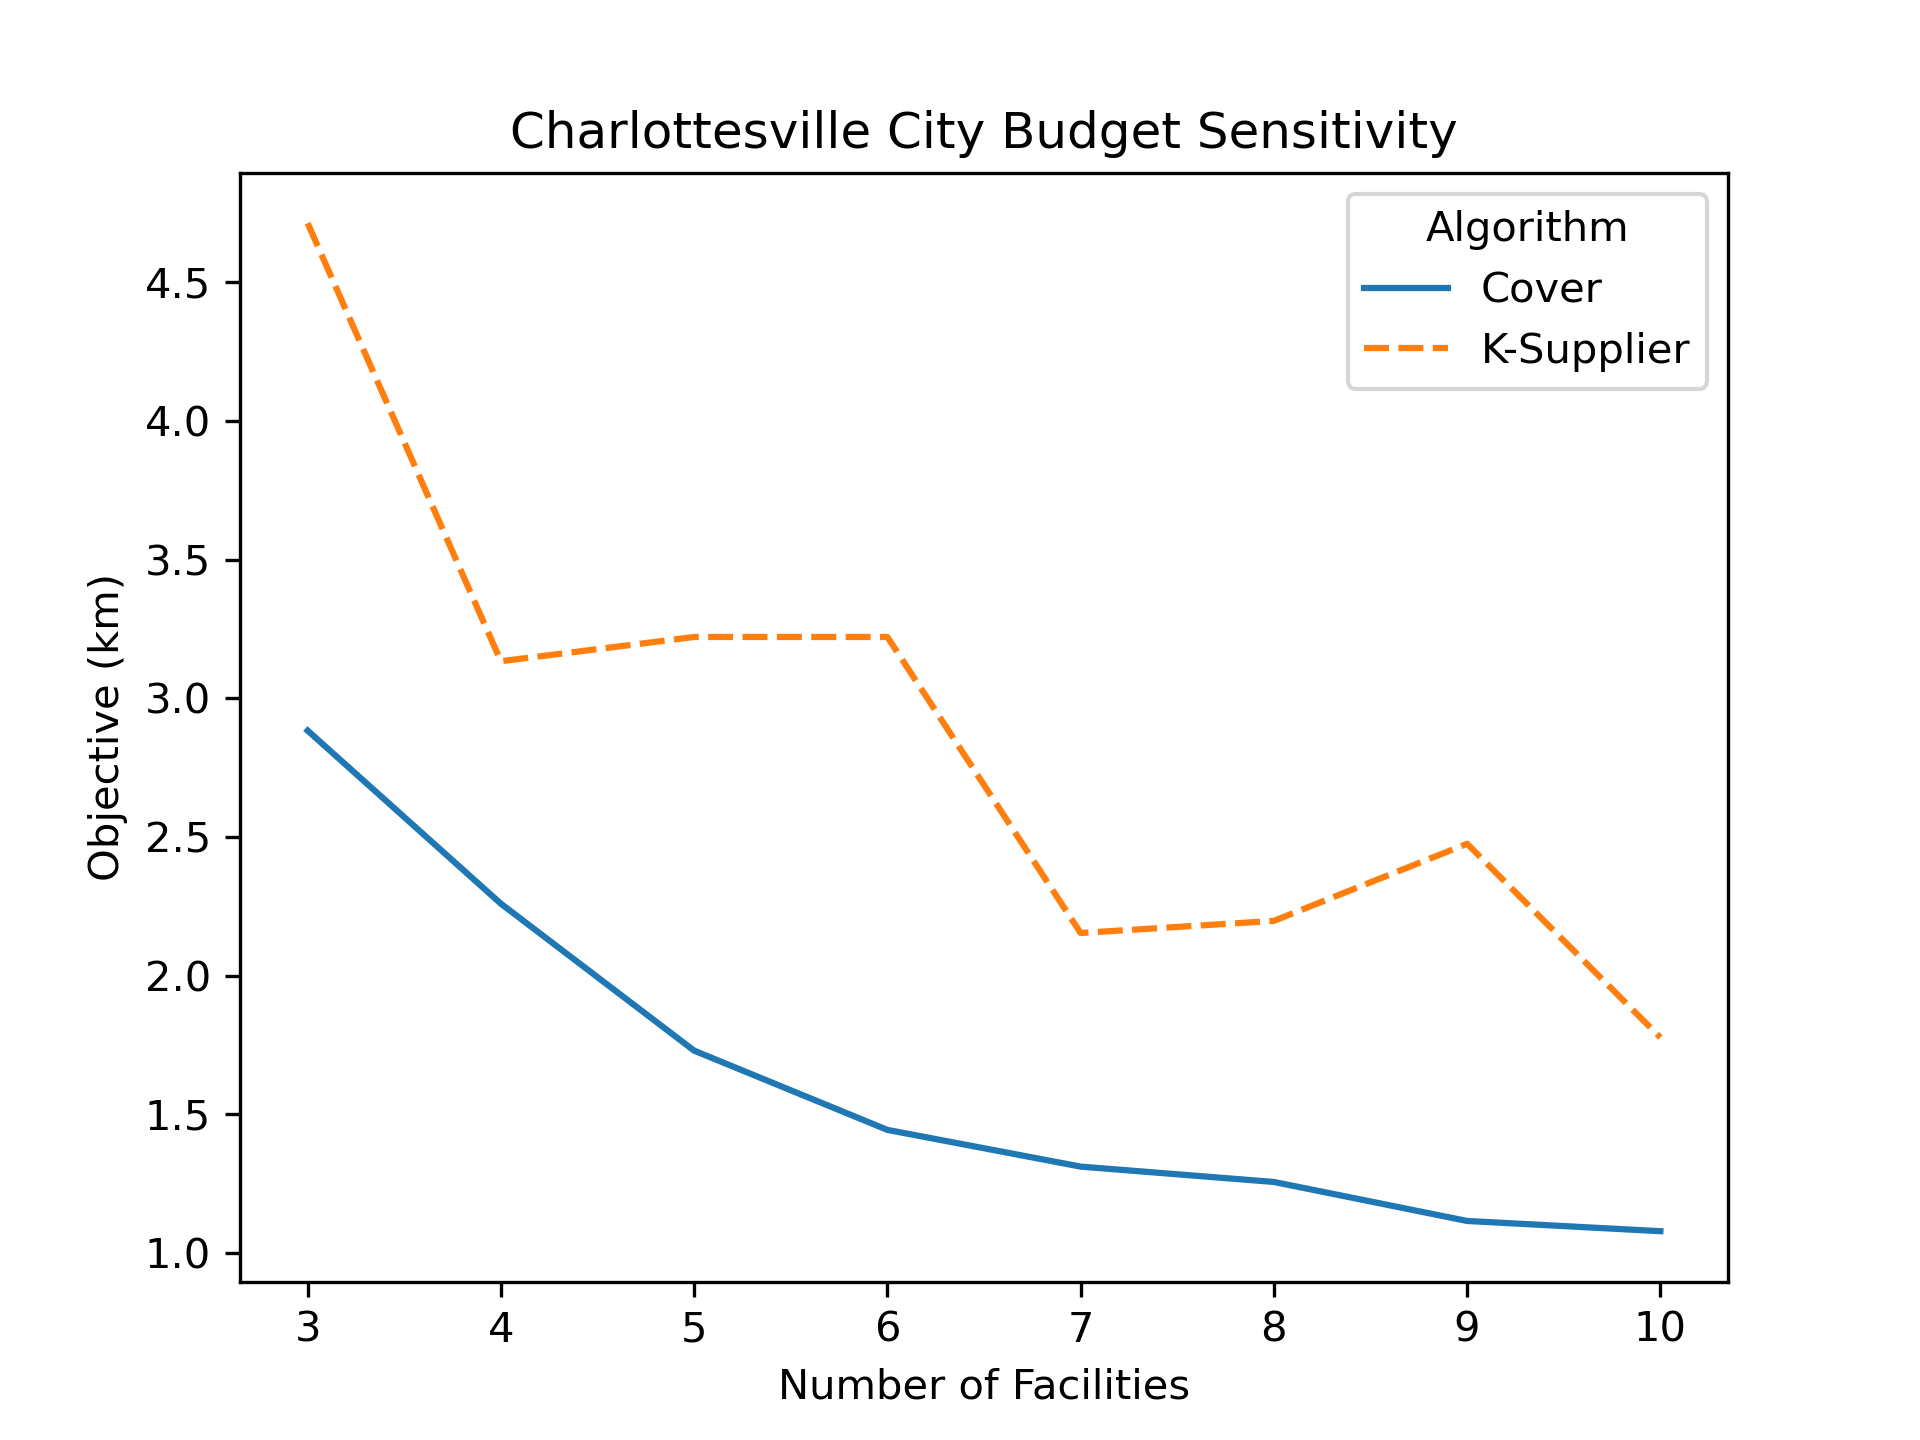 Charlottesville City Budget Sensitivity
Algorithm
Cover
K-Supplier
Objective (km)
4.5
4.0
3.5
3.0
2.5
2.0
1.5
1.0
3 4 5 6 7 8 9 10
Number of Facilities